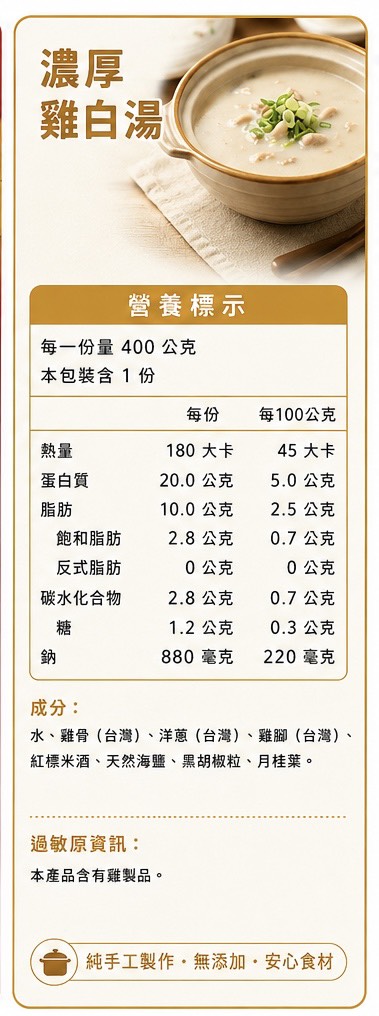 濃厚
雞白湯
營養標示
每一份量 400 公克
本包裝含 1 份
每份 每100公克
熱量 180 大卡 45 大卡
蛋白質 20.0 公克 5.0 公克
脂肪 10.0 公克 2.5 公克
飽和脂肪 2.8 公克 0.7 公克
反式脂肪 0 公克 0 公克
碳水化合物 2.8 公克 0.7 公克
糖 1.2 公克 0.3 公克
鈉 880 毫克 220 毫克
成分：
水、雞骨（台灣）、洋蔥（台灣）、雞腳（台灣）、
紅標米酒、天然海鹽、黑胡椒粒、月桂葉。
過敏原資訊：
本產品含有雞製品。
純手工製作・無添加・安心食材